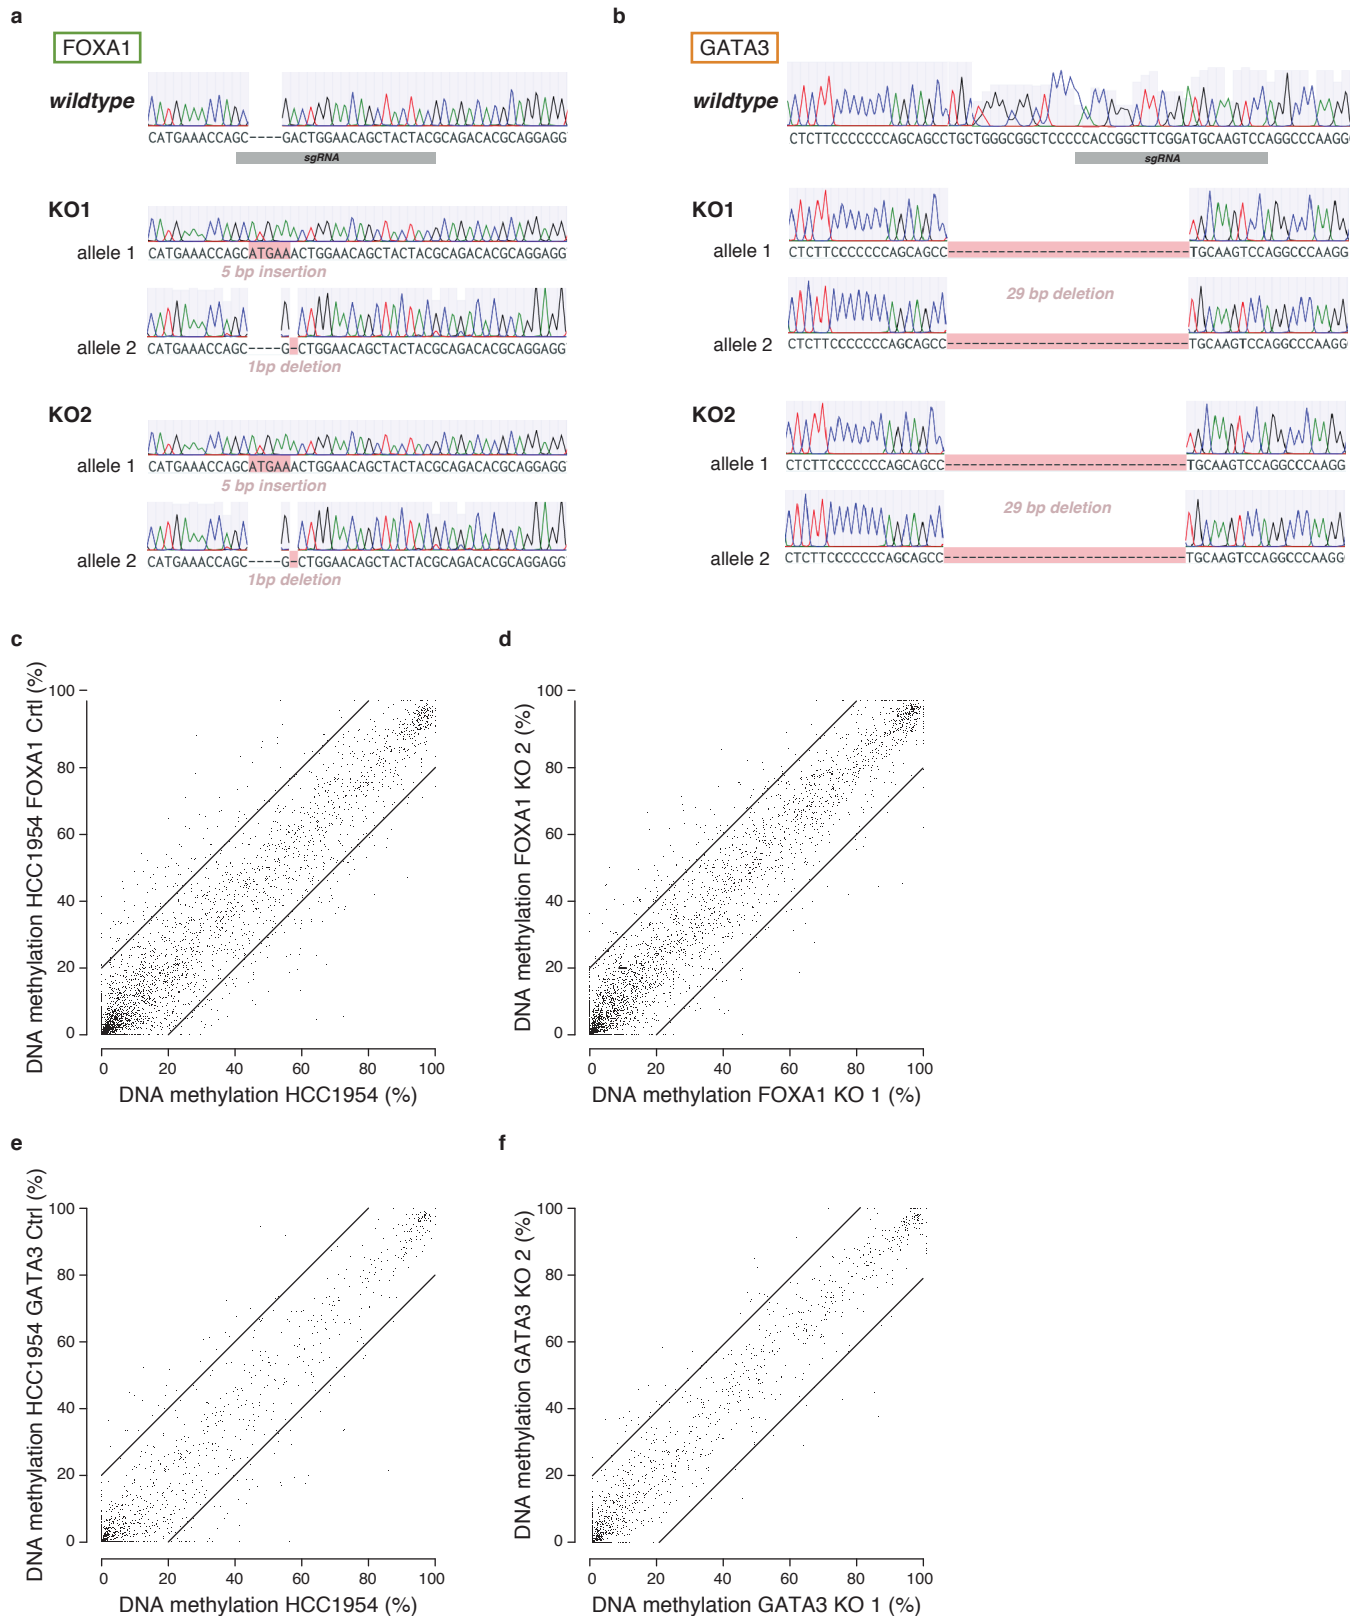 a
FOXA1
wildtype
CATGAAACCAGC----GACTGGAACAGCTACTACGCAGACACGCAGGAGG
sgRNA
KO1
allele 1 CATGAAACCAGCATGAAACTGGAACAGCTACTACGCAGACACGCAGGAGG
5 bp insertion
allele 2 CATGAAACCAGC-----G-CTGGAACAGCTACTACGCAGACACGCAGGAGG
1bp deletion
KO2
allele 1 CATGAAACCAGCATGAAACTGGAACAGCTACTACGCAGACACGCAGGAGG
5 bp insertion
allele 2 CATGAAACCAGC-----G-CTGGAACAGCTACTACGCAGACACGCAGGAGG
1bp deletion
b
GATA3
wildtype
CTCTTCCCCCCCAGCAGCCTGCTGGGCGGCTCCCCCACCGGCTTCGGATGCAAGTCCAGGCCCAAGG
sgRNA
KO1
allele 1 CTCTTCCCCCCCAGCAGCC-----------------------------TGCAAGTCCAGGCCCAAGG
29 bp deletion
allele 2 CTCTTCCCCCCCAGCAGCC-----------------------------TGCAAGTCCAGGCCCAAGG
KO2
allele 1 CTCTTCCCCCCCAGCAGCC-----------------------------TGCAAGTCCAGGCCCAAGG
29 bp deletion
allele 2 CTCTTCCCCCCCAGCAGCC-----------------------------TGCAAGTCCAGGCCCAAGG
c
DNA methylation HCC1954 FOXA1 Crtl (%)
100
80
60
40
20
0
0 20 40 60 80 100
DNA methylation HCC1954 (%)
d
DNA methylation FOXA1 KO 2 (%)
100
80
60
40
20
0
0 20 40 60 80 100
DNA methylation FOXA1 KO 1 (%)
e
DNA methylation HCC1954 GATA3 Ctrl (%)
100
80
60
40
20
0
0 20 40 60 80 100
DNA methylation HCC1954 (%)
f
DNA methylation GATA3 KO 2 (%)
100
80
60
40
20
0
0 20 40 60 80 100
DNA methylation GATA3 KO 1 (%)